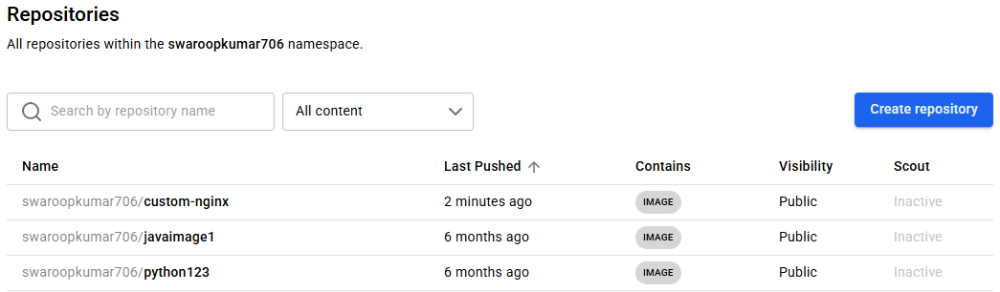 Repositories
All repositories within the swaroopkumar706 namespace.
Search by repository name All content Create repository
Name Last Pushed Contains Visibility Scout
swaroopkumar706/custom-nginx 2 minutes ago IMAGE Public Inactive
swaroopkumar706/javaimage1 6 months ago IMAGE Public Inactive
swaroopkumar706/python123 6 months ago IMAGE Public Inactive